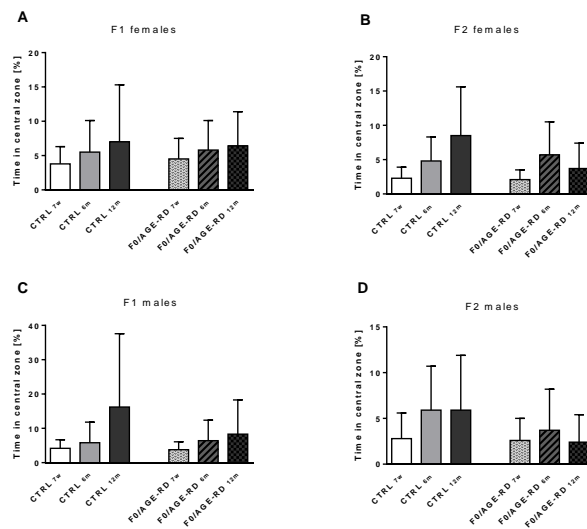 A
F1 females
Time in central zone [%]
20
15
10
5
0
CTRL 7w
CTRL 6m
CTRL 12m
F0/AGE-RD 7w
F0/AGE-RD 6m
F0/AGE-RD 12m
B
F2 females
Time in central zone [%]
20
15
10
5
0
CTRL 7w
CTRL 6m
CTRL 12m
F0/AGE-RD 7w
F0/AGE-RD 6m
F0/AGE-RD 12m
C
F1 males
Time in central zone [%]
40
30
20
10
0
CTRL 7w
CTRL 6m
CTRL 12m
F0/AGE-RD 7w
F0/AGE-RD 6m
F0/AGE-RD 12m
D
F2 males
Time in central zone [%]
15
10
5
0
CTRL 7w
CTRL 6m
CTRL 12m
F0/AGE-RD 7w
F0/AGE-RD 6m
F0/AGE-RD 12m